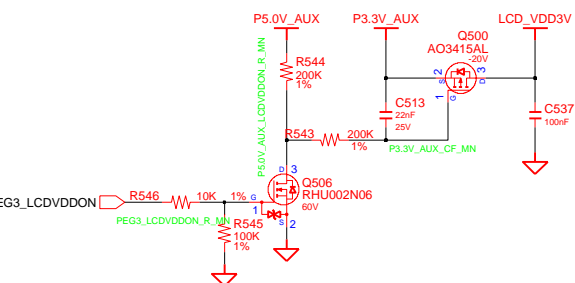 P5.0V_AUX
P3.3V_AUX
LCD_VDD3V
Q500
AO3415AL
-20V
R544
200K
1%
P5.0V_AUX_LCDVDDON_R_MN
2
3
S
D
1
G
C513
22nF
25V
C537
100nF
R543
200K
1%
P3.3V_AUX_CF_MN
D
3
Q506
RHU002N06
60V
EG3_LCDVDDON
R546
10K
1%
G
1
S
2
PEG3_LCDVDDON_R_MN
R545
100K
1%